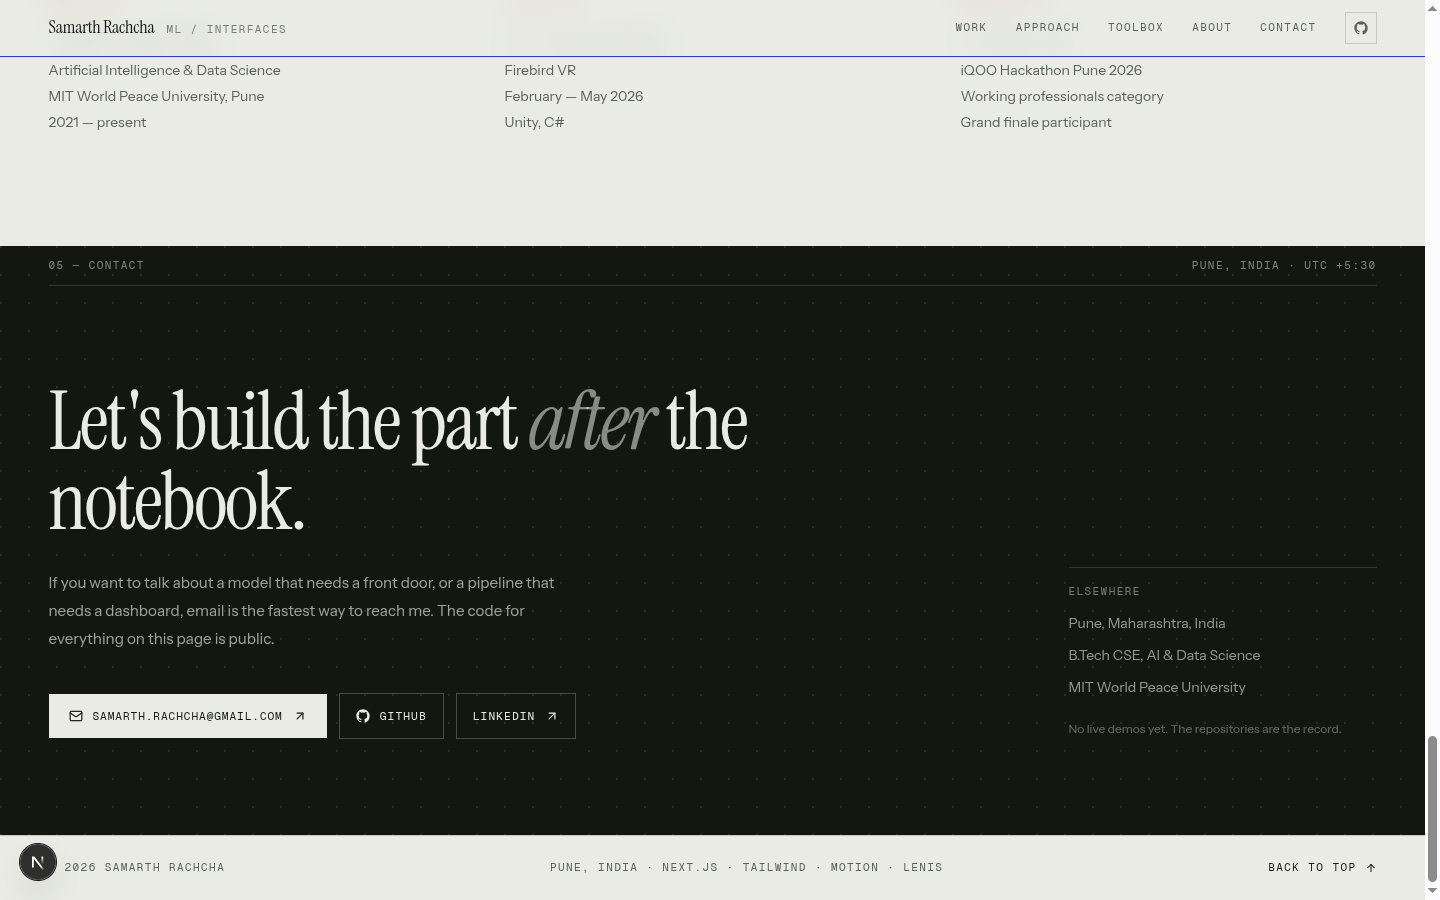 Samarth Rachcha ML / INTERFACES
WORK APPROACH TOOLBOX ABOUT CONTACT
Artificial Intelligence & Data Science
MIT World Peace University, Pune
2021 — present
Firebird VR
February — May 2026
Unity, C#
iQOO Hackathon Pune 2026
Working professionals category
Grand finale participant
05 — CONTACT
PUNE, INDIA · UTC +5:30
Let's build the part after the
notebook.
If you want to talk about a model that needs a front door, or a pipeline that
needs a dashboard, email is the fastest way to reach me. The code for
everything on this page is public.
SAMARTH.RACHCHA@GMAIL.COM
GITHUB
LINKEDIN
ELSEWHERE
Pune, Maharashtra, India
B.Tech CSE, AI & Data Science
MIT World Peace University
No live demos yet. The repositories are the record.
N
2026 SAMARTH RACHCHA
PUNE, INDIA · NEXT.JS · TAILWIND · MOTION · LENIS
BACK TO TOP ↑